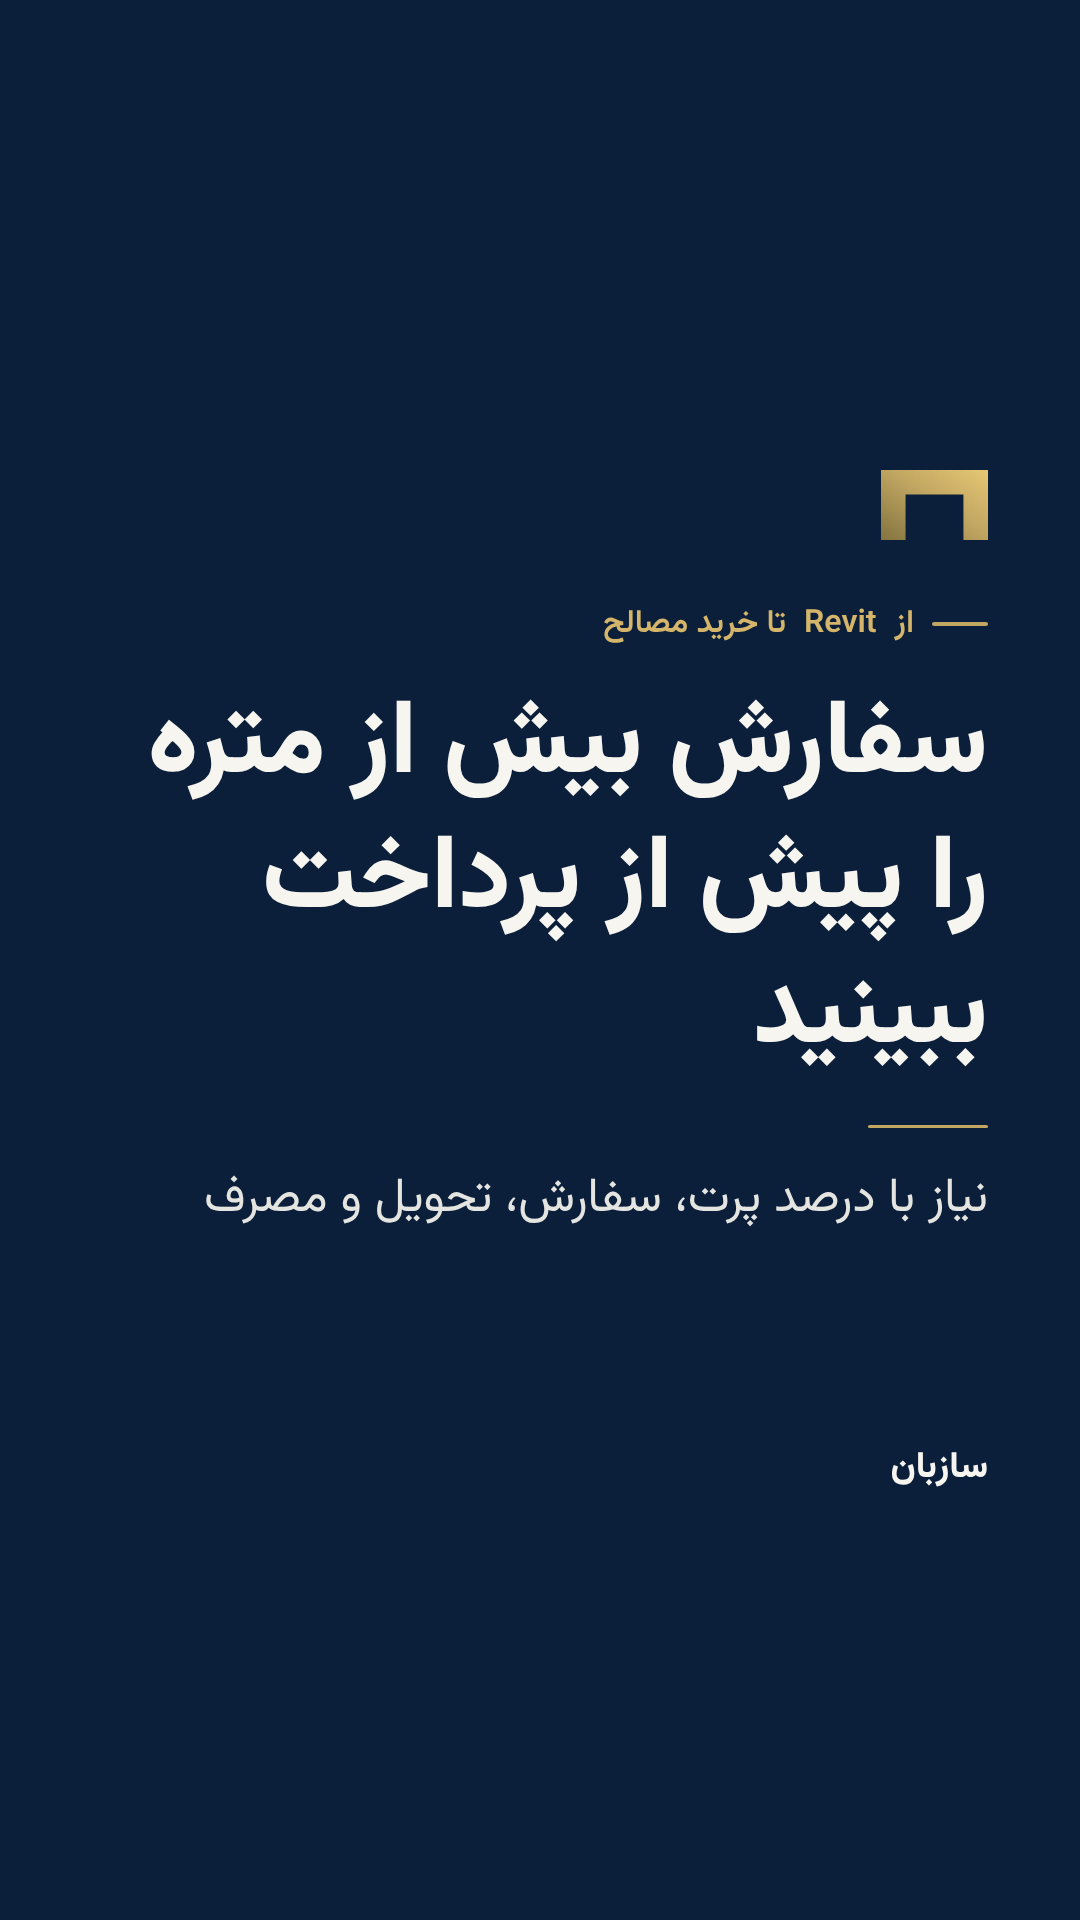 از Revit تا خرید مصالح
سفارش بیش از متره
را پیش از پرداخت
ببینید
نیاز با درصد پرت، سفارش، تحویل و مصرف
سازبان